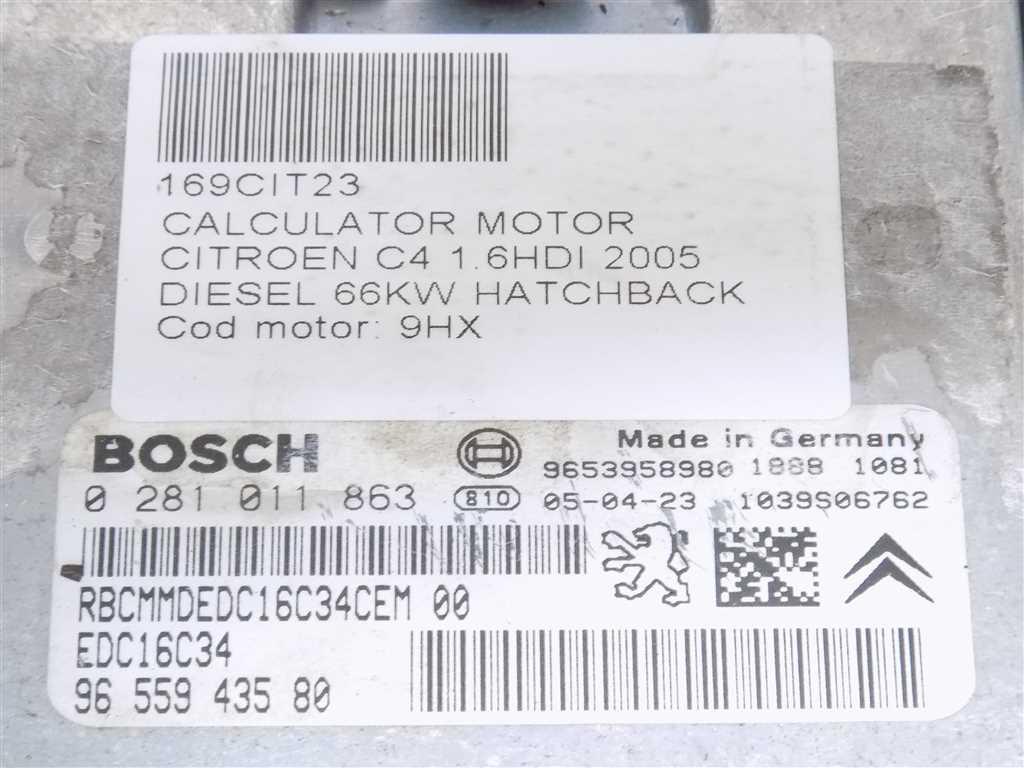 169CIT23
CALCULATOR MOTOR
CITROEN C4 1.6HDI 2005
DIESEL 66KW HATCHBACK
Cod motor: 9HX
BOSCH
Made in Germany
9653958980 1888 1081
0 281 011 863
810
05-04-23 1039S06762
RBCMMDEDC16C34CEM 00
EDC16C34
96 559 435 80